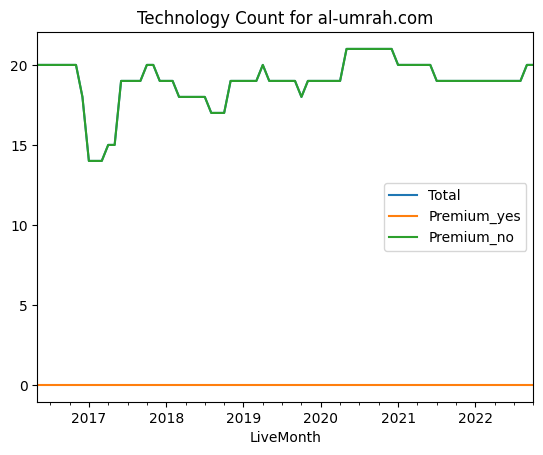 Technology Count for al-umrah.com
20
15
10
5
0
Total
Premium_yes
Premium_no
2017 2018 2019 2020 2021 2022
LiveMonth